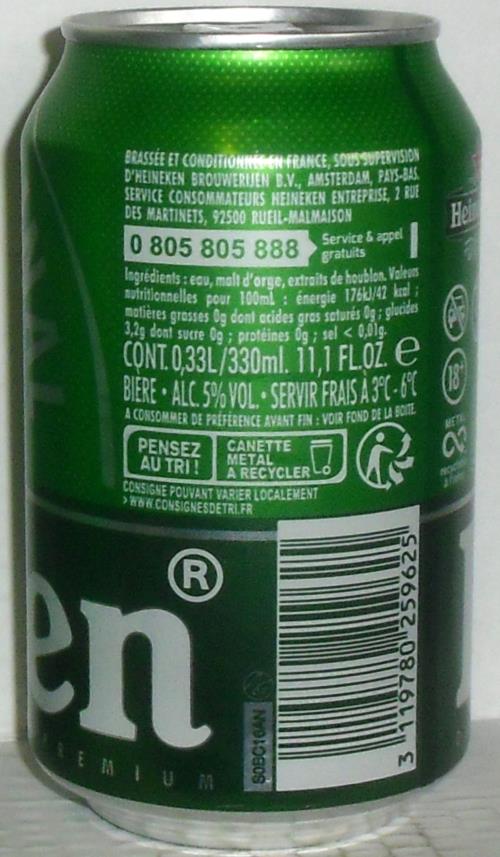 BRASSÉE ET CONDITIONNÉE EN FRANCE, SOUS SUPERVISION
D'HEINEKEN BROUWERIJEN B.V., AMSTERDAM, PAYS-BAS.
SERVICE CONSOMMATEURS HEINEKEN ENTREPRISE, 2 RUE
DES MARTINETS, 92500 RUEIL-MALMAISON
0 805 805 888 Service & appel
gratuits
Ingrédients : eau, malt d'orge, extraits de houblon. Valeurs
nutritionnelles pour 100mL : énergie 176kJ/42 kcal ;
matières grasses 0g dont acides gras saturés 0g ; glucides
3,2g dont sucre 0g ; protéines 0g ; sel < 0,01g.
CONT. 0,33L/330ml. 11,1 FL.OZ. e
BIÈRE • ALC. 5% VOL. • SERVIR FRAIS À 3°C - 6°C
A CONSOMMER DE PRÉFÉRENCE AVANT FIN : VOIR FOND DE LA BOITE.
PENSEZ
AU TRI !
CANETTE
METAL
A RECYCLER
CONSIGNE POUVANT VARIER LOCALEMENT
> WWW.CONSIGNESDETRI.FR
Hei
18+
METAL
en ®
REMIUM
3 119780 259625